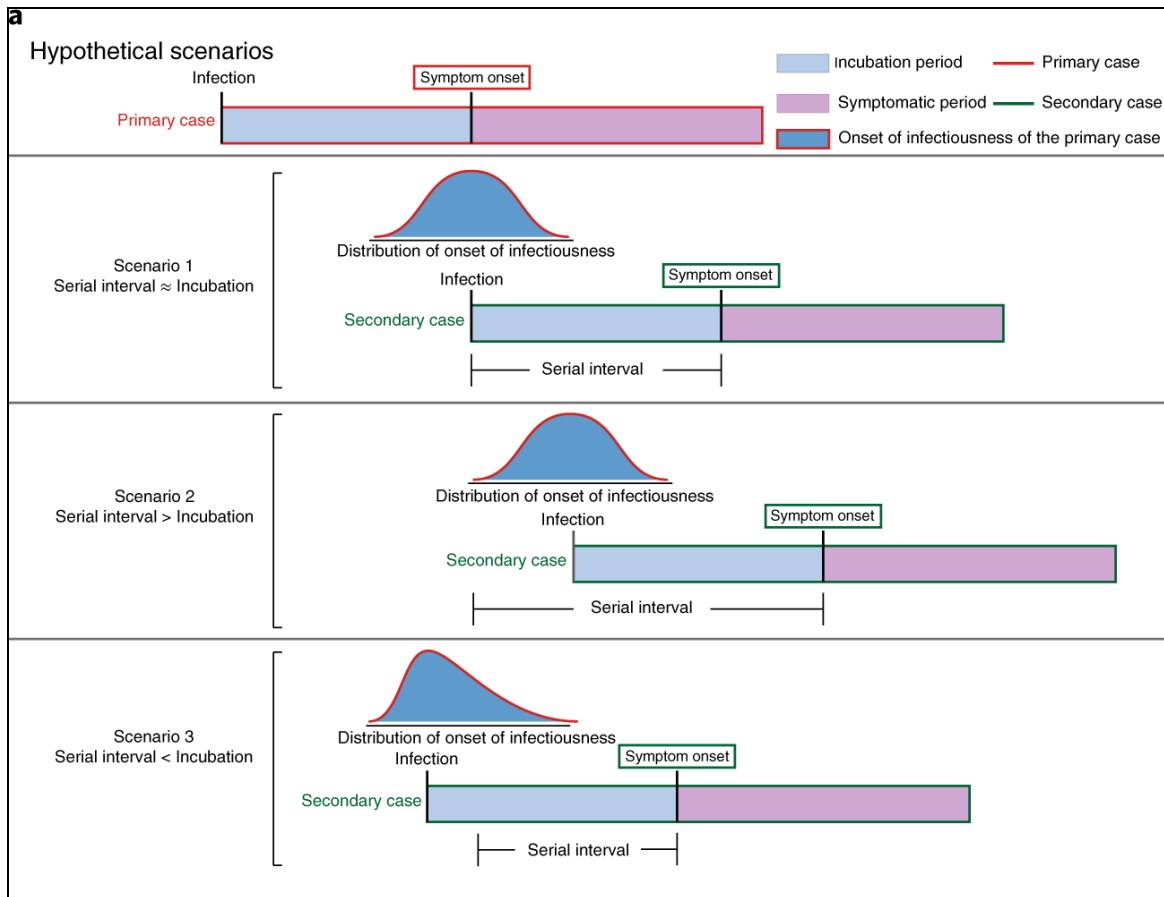 a
Hypothetical scenarios
Infection
Symptom onset
Primary case
Incubation period
Primary case
Symptomatic period
Secondary case
Onset of infectiousness of the primary case
Scenario 1
Serial interval ≈ Incubation
Distribution of onset of infectiousness
Infection
Symptom onset
Secondary case
Serial interval
Scenario 2
Serial interval > Incubation
Distribution of onset of infectiousness
Infection
Symptom onset
Secondary case
Serial interval
Scenario 3
Serial interval < Incubation
Distribution of onset of infectiousness
Infection
Symptom onset
Secondary case
Serial interval